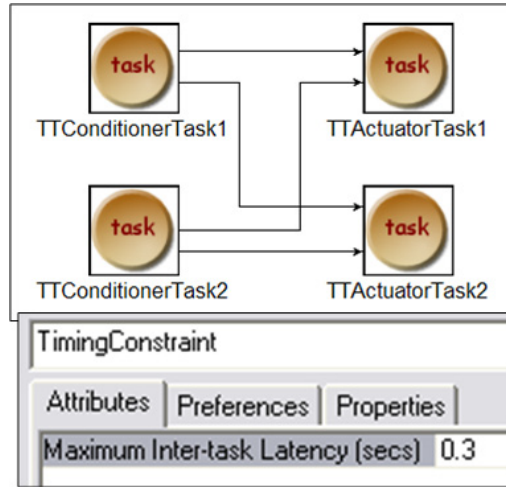 task task
TTConditionerTask1 TTActuatorTask1
task task
TTConditionerTask2 TTActuatorTask2
TimingConstraint
Attributes Preferences Properties
Maximum Inter-task Latency (secs) 0.3